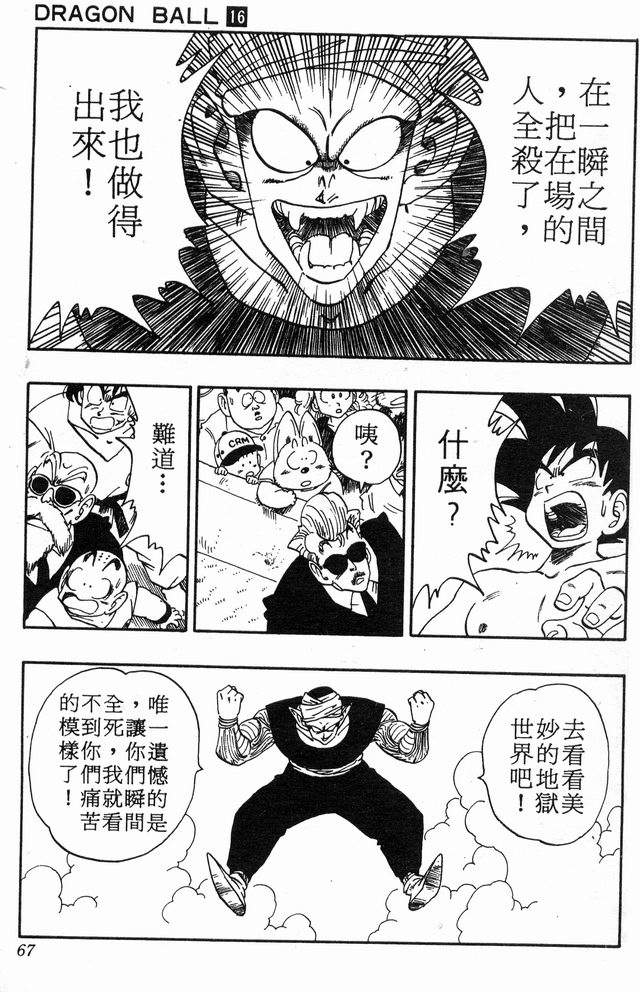 DRAGON BALL 16
在一瞬之間
，把在場的
人全殺了，
我也做得
出來！
什麼？
咦？
CRM
難道…
去看看美
妙的地獄
世界吧！
唯一遺憾的是
，讓你們瞬間
全死，我就看
不到你們痛苦
的模樣了！
67